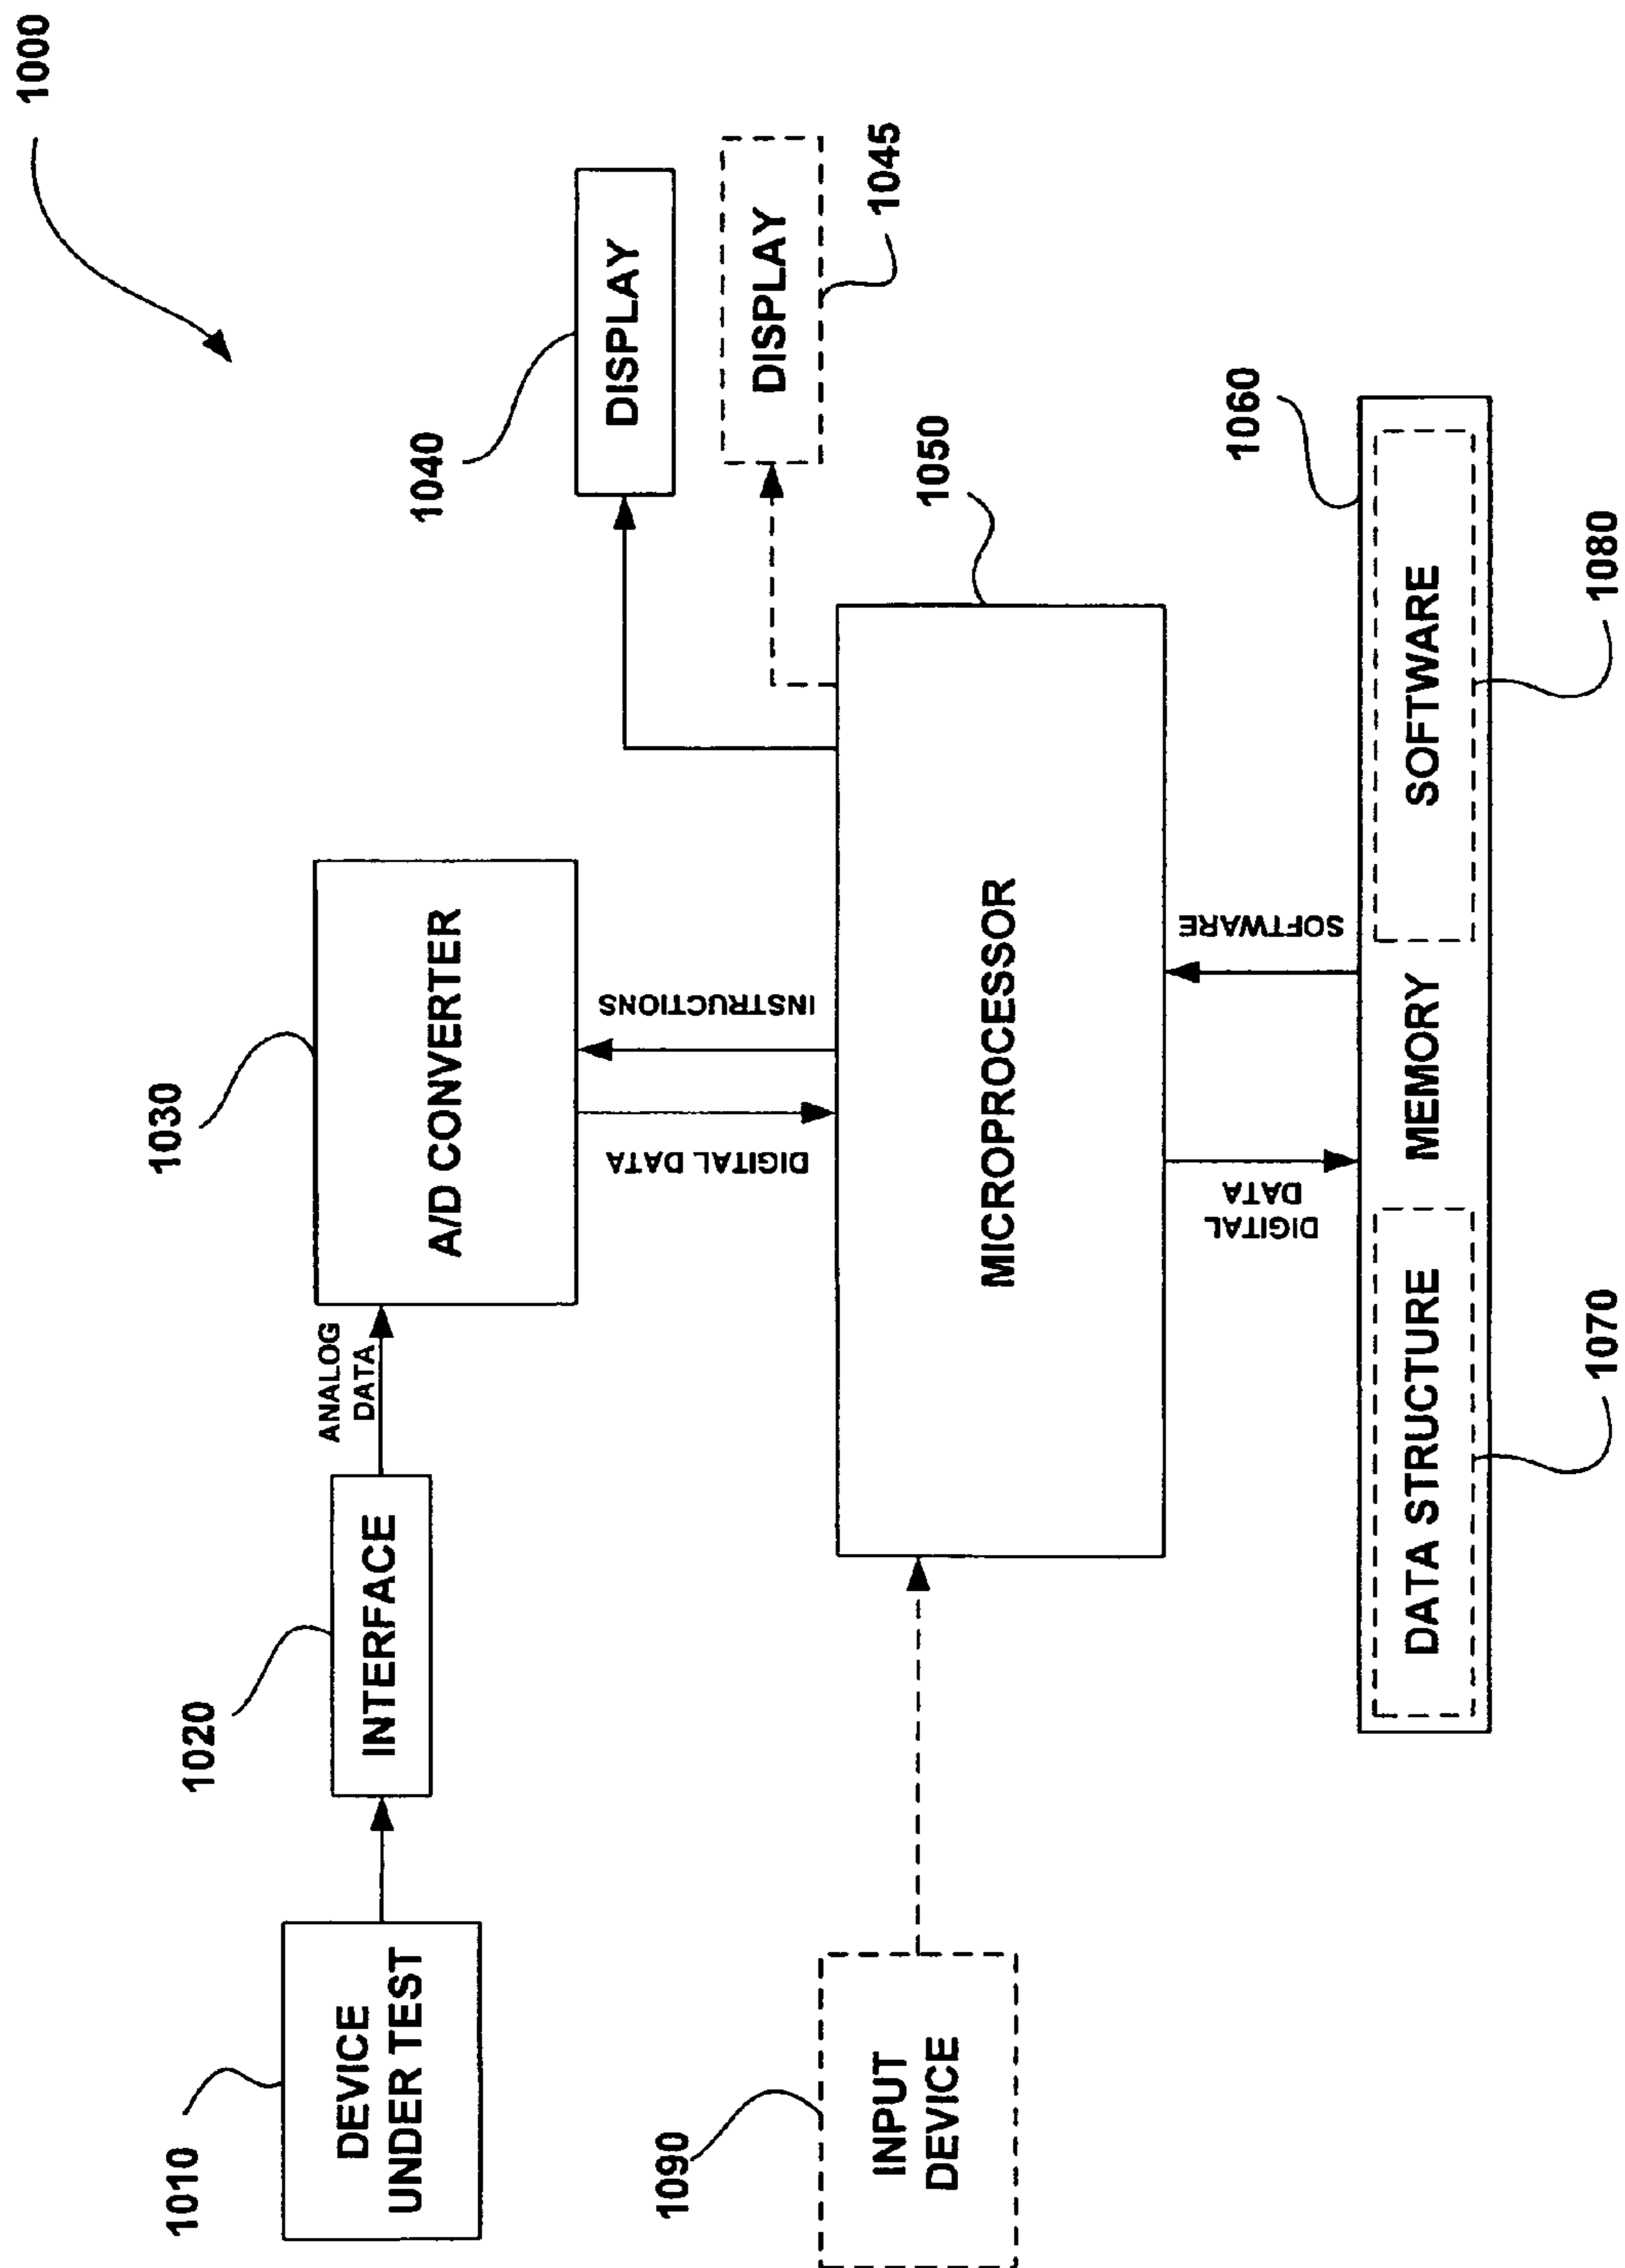 1000
1010
DEVICE
UNDER TEST
1020
INTERFACE
ANALOG
DATA
1030
A/D CONVERTER
1040
DISPLAY
DISPLAY
1045
DIGITAL DATA
INSTRUCTIONS
1090
INPUT
DEVICE
1050
MICROPROCESSOR
DIGITAL
DATA
SOFTWARE
1060
DATA STRUCTURE
MEMORY
SOFTWARE
1070
1080